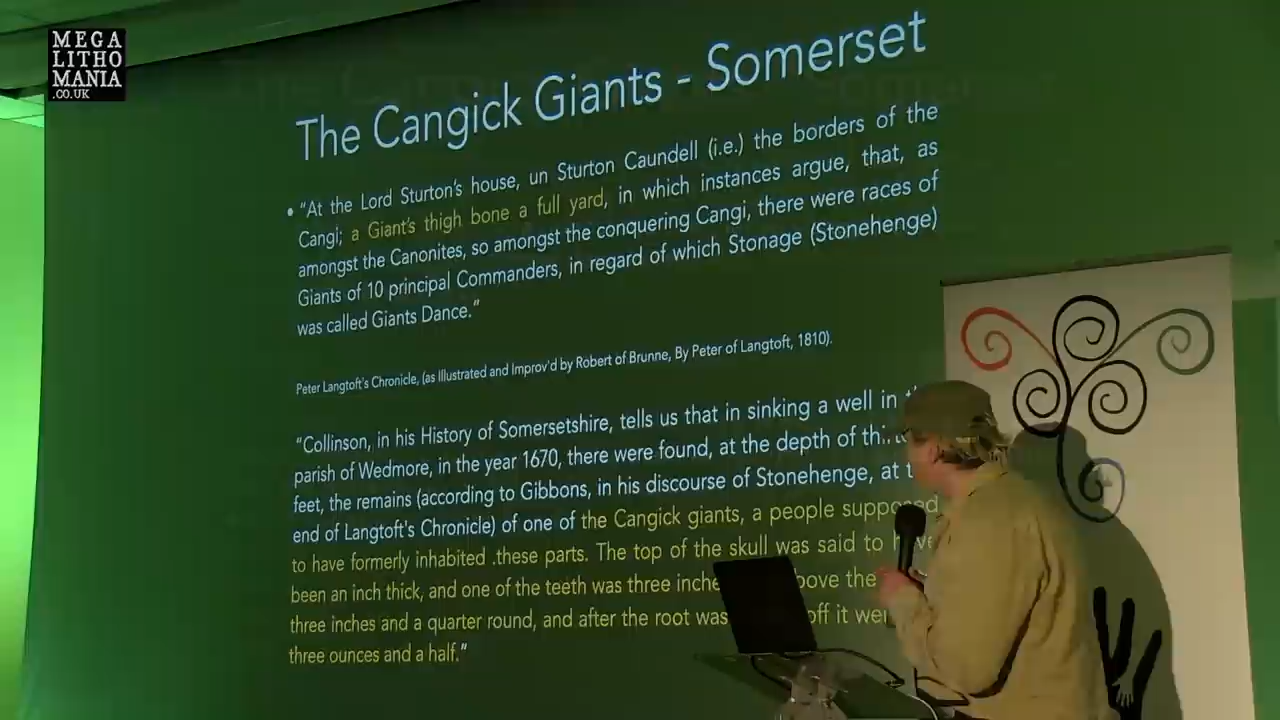 MEGA
LITHO
MANIA
.CO.UK
The Cangick Giants - Somerset
• "At the Lord Sturton's house, un Sturton Caundell (i.e.) the borders of the
Cangi; a Giant's thigh bone a full yard, in which instances argue, that, as
amongst the Canonites, so amongst the conquering Cangi, there were races of
Giants of 10 principal Commanders, in regard of which Stonage (Stonehenge)
was called Giants Dance."
Peter Langtoft's Chronicle, (as Illustrated and Improv'd by Robert of Brunne, By Peter of Langtoft, 1810).
"Collinson, in his History of Somersetshire, tells us that in sinking a well in
parish of Wedmore, in the year 1670, there were found, at the depth of
feet, the remains (according to Gibbons, in his discourse of Stonehenge, at
end of Langtoft's Chronicle) of one of the Cangick giants, a people supposed
to have formerly inhabited .these parts. The top of the skull was said to have
been an inch thick, and one of the teeth was three the
three inches and a quarter round, and after the root was off it
three ounces and a half."